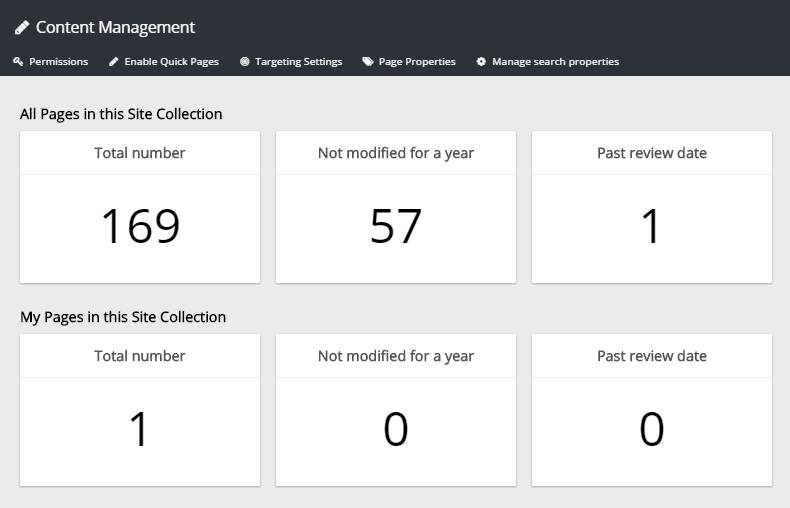 Content Management
Permissions Enable Quick Pages Targeting Settings Page Properties Manage search properties
All Pages in this Site Collection
Total number Not modified for a year Past review date
169 57 1
My Pages in this Site Collection
Total number Not modified for a year Past review date
1 0 0